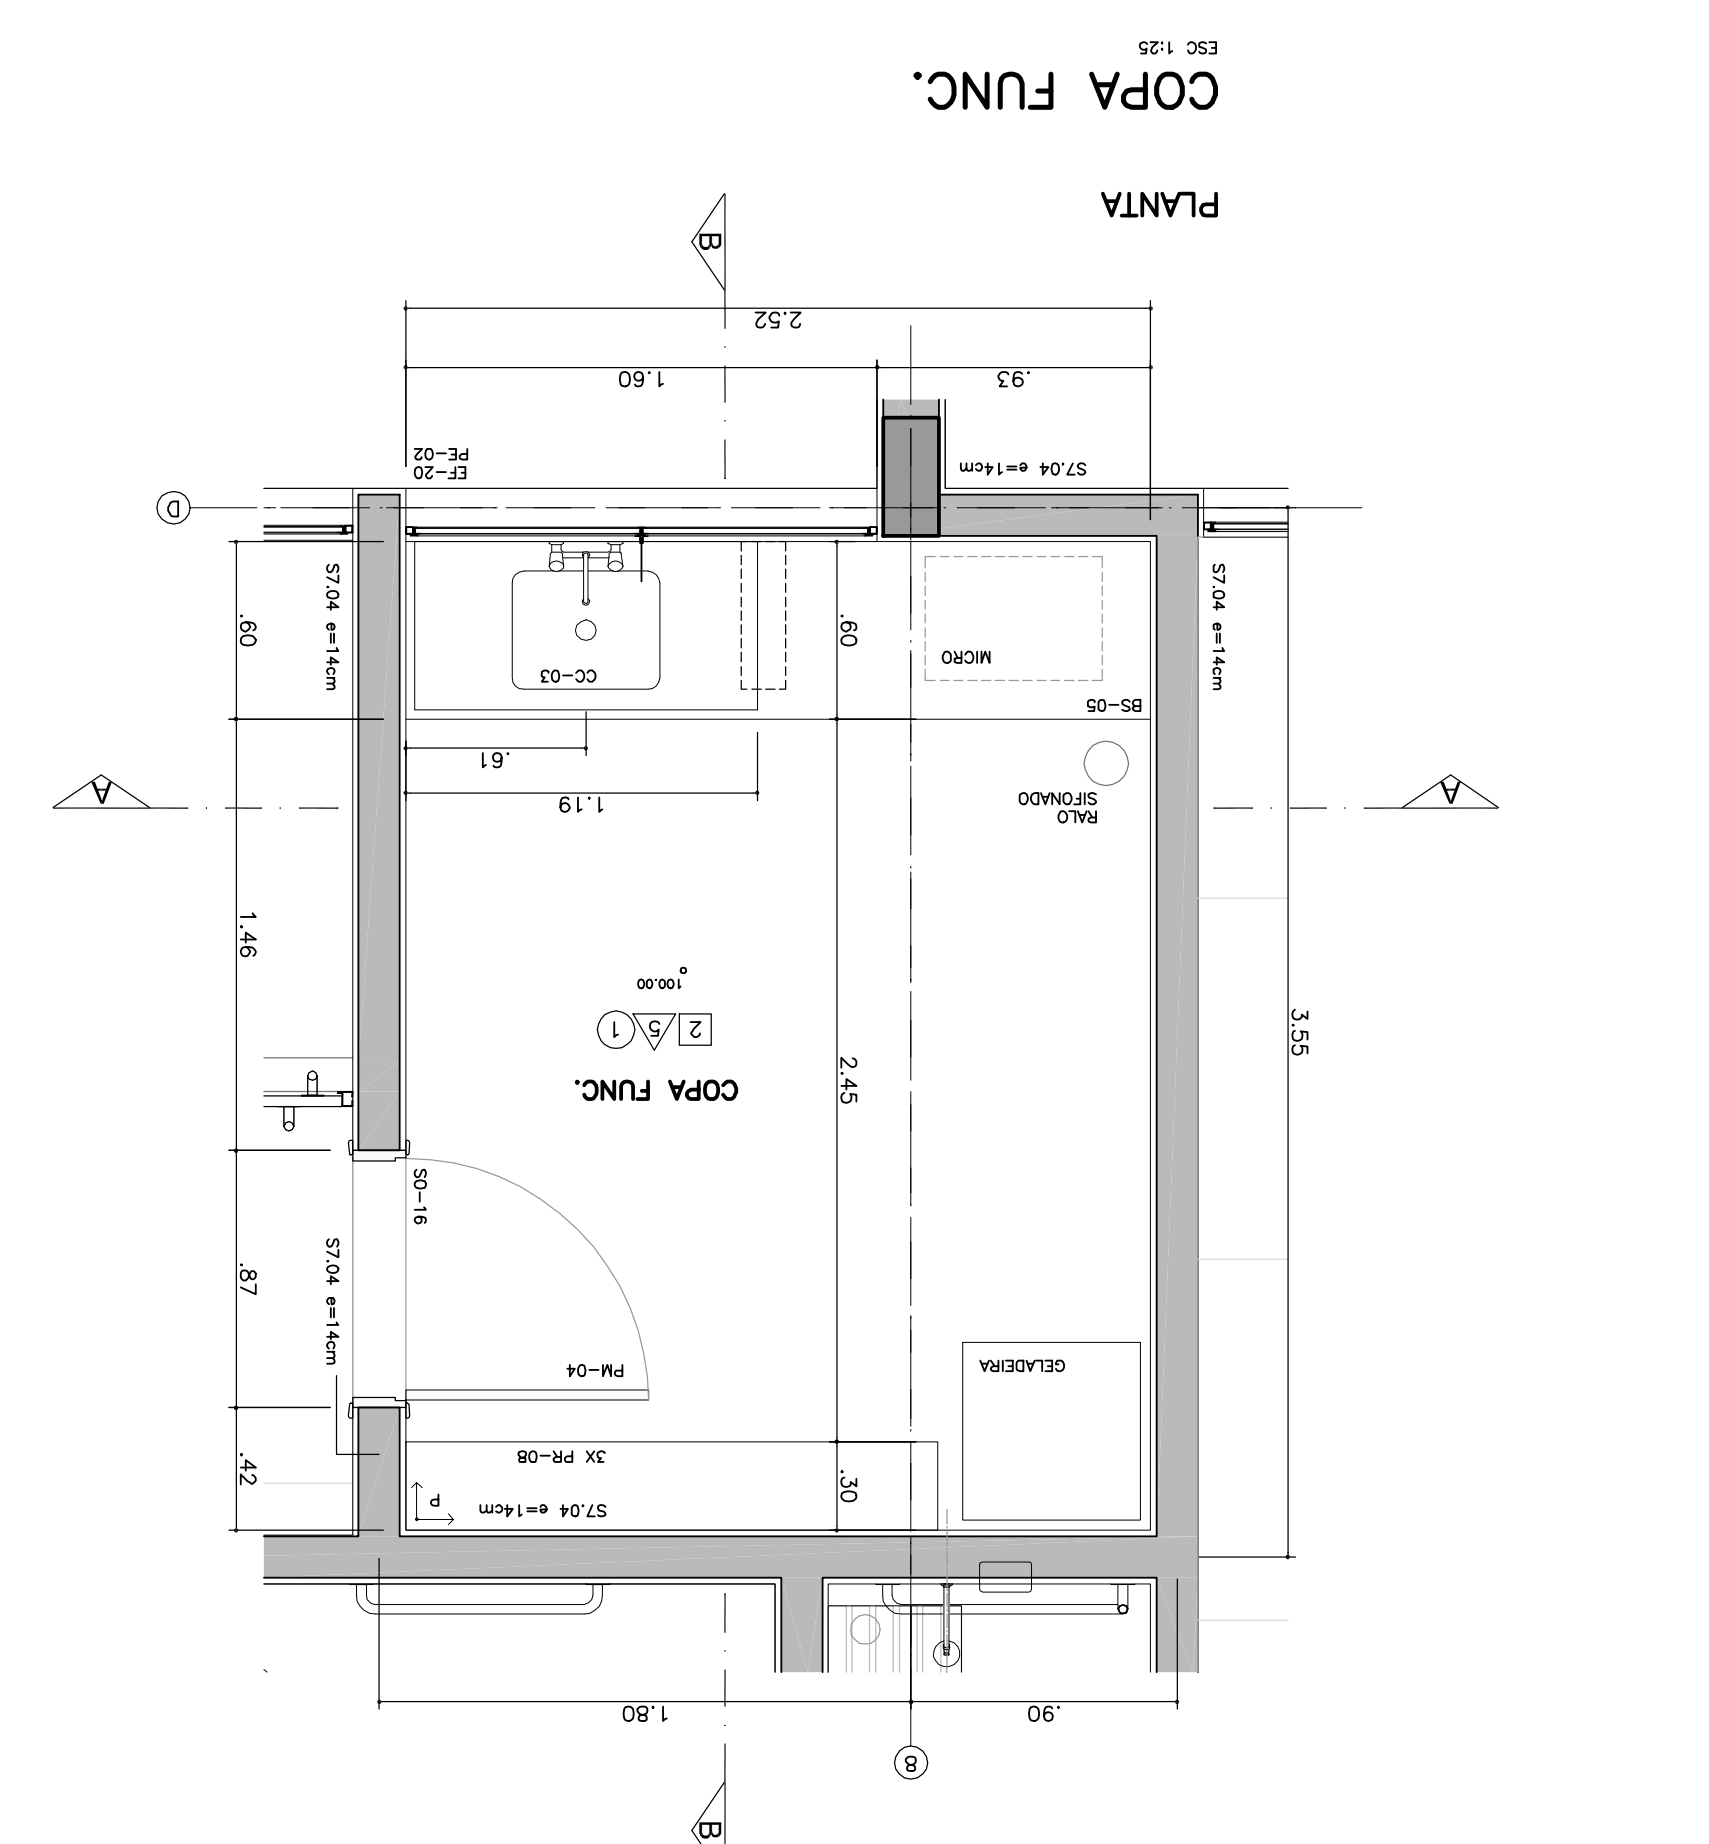 PLANTA
COPA FUNC.
ESC 1:25
B
.90
1.80
8
P
S7.04 e=14cm
3X PR-08
.30
.42
GELADEIRA
PM-04
S7.04 e=14cm
.87
SO-16
COPA FUNC.
2 5 1
100.00
2.45
3.55
1.46
RALO
SIFONADO
A
A
1.19
.61
BS-05
MICRO
CC-03
.60
.60
S7.04 e=14cm
S7.04 e=14cm
D
S7.04 e=14cm
EF-20
PE-02
.93
1.60
2.52
B